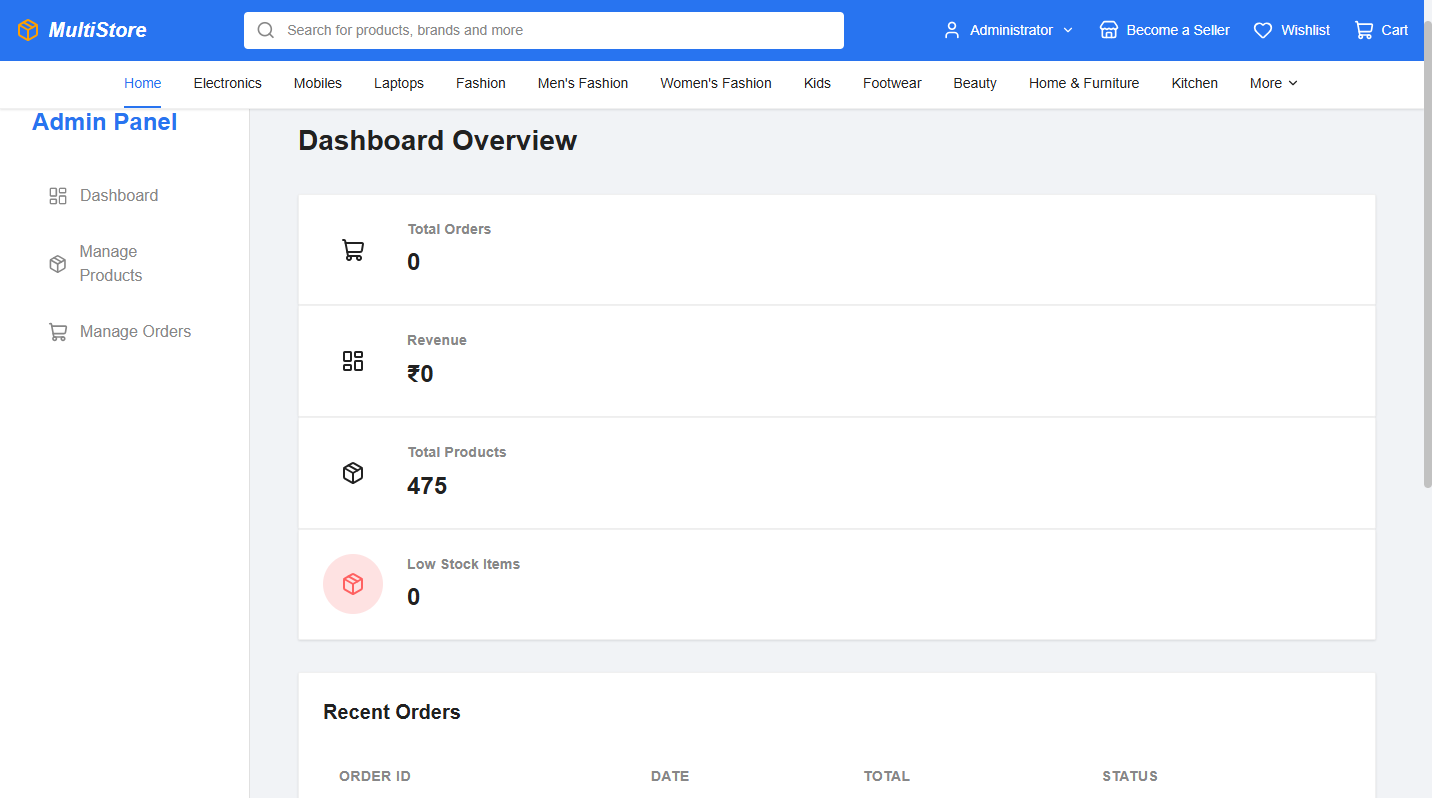 MultiStore
Search for products, brands and more
Administrator
Become a Seller
Wishlist
Cart
Home
Electronics
Mobiles
Laptops
Fashion
Men's Fashion
Women's Fashion
Kids
Footwear
Beauty
Home & Furniture
Kitchen
More
Admin Panel
Dashboard
Manage
Products
Manage Orders
Dashboard Overview
Total Orders
0
Revenue
₹0
Total Products
475
Low Stock Items
0
Recent Orders
ORDER ID DATE TOTAL STATUS